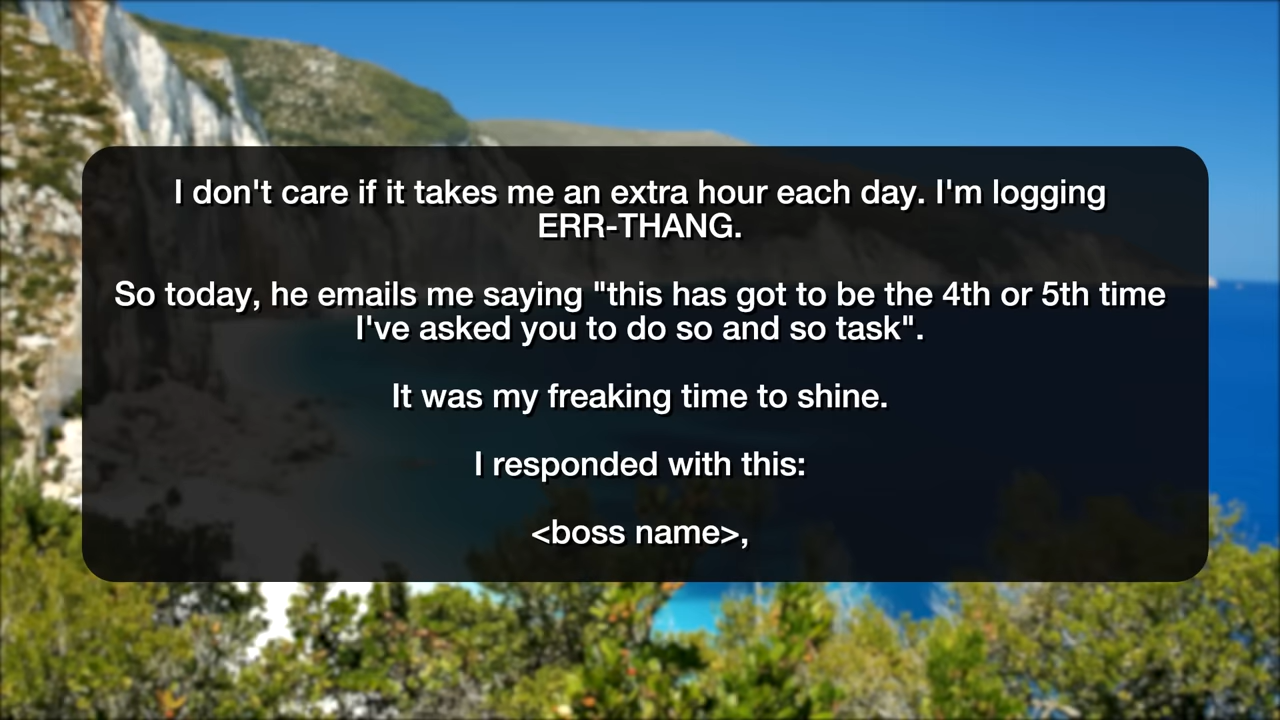 I don't care if it takes me an extra hour each day. I'm logging
ERR-THANG.
So today, he emails me saying "this has got to be the 4th or 5th time
I've asked you to do so and so task".
It was my freaking time to shine.
I responded with this:
<boss name>,